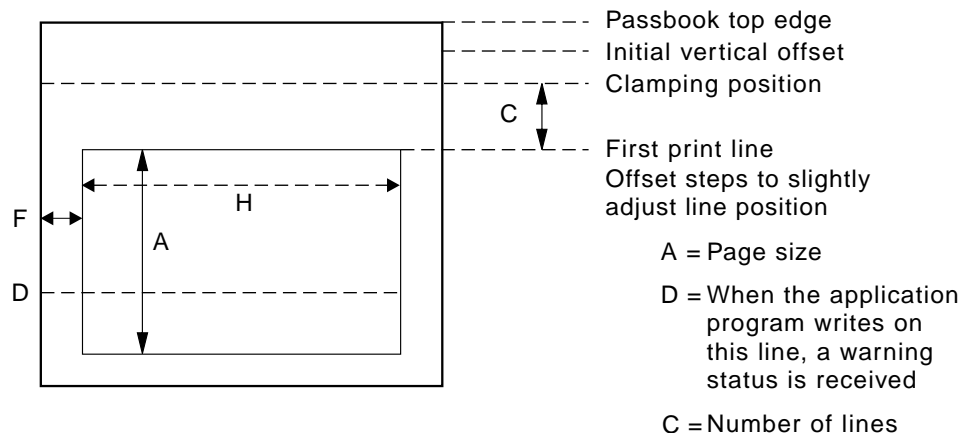 Passbook top edge
Initial vertical offset
Clamping position
C
First print line
Offset steps to slightly
adjust line position
H
F
A
D
A = Page size
D = When the application
program writes on
this line, a warning
status is received
C = Number of lines